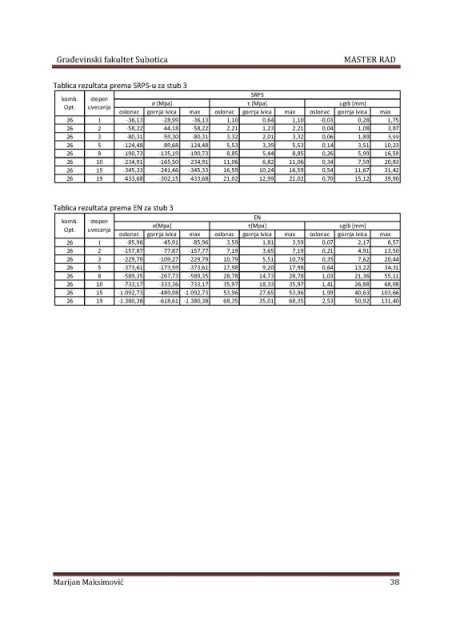 Građevinski fakultet Subotica MASTER RAD
Tablica rezultata prema SRPS-u za stub 3
komb. Opt. stepen uvecanja SRPS
σ [Mpa] τ [Mpa] ugib [mm]
oslonac gornja ivica max oslonac gornja ivica max oslonac gornja ivica max
26 1 -36,13 -28,99 -36,13 1,10 0,64 1,10 -0,03 0,28 1,75
26 2 -58,22 -44,18 -58,22 2,21 1,23 2,21 0,04 1,08 3,87
26 3 -80,31 -59,30 -80,31 3,32 2,01 3,32 0,06 1,89 5,99
26 5 -124,48 -89,68 -124,48 5,53 3,39 5,53 0,14 3,51 10,23
26 8 -190,73 -135,19 -190,73 8,85 5,44 8,85 0,26 5,99 16,59
26 10 -234,91 -165,50 -234,91 11,06 6,82 11,06 0,34 7,59 20,83
26 15 -345,33 -241,46 -345,33 16,59 10,24 16,59 0,54 11,67 31,42
26 19 -433,68 -302,15 -433,68 21,02 12,99 21,02 0,70 15,12 39,90
Tablica rezultata prema EN za stub 3
komb. Opt. stepen uvecanja EN
σ[Mpa] τ[Mpa] ugib [mm]
oslonac gornja ivica max oslonac gornja ivica max oslonac gornja ivica max
26 1 -85,96 -45,91 -85,96 3,59 1,81 3,59 0,07 2,17 6,57
26 2 -157,87 -77,87 -157,77 7,19 3,65 7,19 0,21 4,91 13,50
26 3 -229,79 -109,27 -229,79 10,79 5,51 10,79 0,35 7,62 20,44
26 5 -373,61 -173,59 -373,61 17,98 9,20 17,98 0,64 13,22 34,31
26 8 -589,35 -267,73 -589,35 28,78 14,73 28,78 1,03 21,36 55,11
26 10 -733,17 -333,36 -733,17 35,97 18,33 35,97 1,41 26,88 68,98
26 15 -1.092,73 -489,98 -1.092,73 53,96 27,65 53,96 1,99 40,63 103,66
26 19 -1.380,38 -618,61 -1.380,38 68,35 35,01 68,35 2,53 50,92 131,40
Marijan Maksimović 38